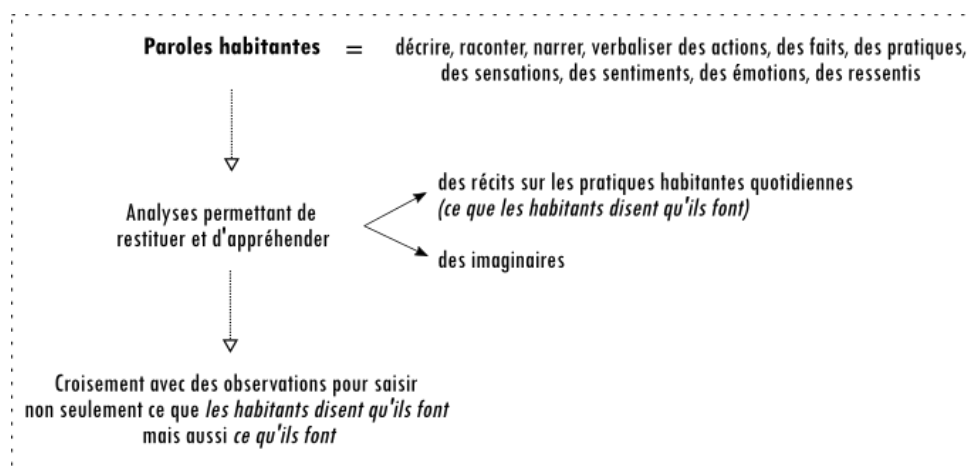 Paroles habitantes = décrire, raconter, narrer, verbaliser des actions, des faits, des pratiques,
des sensations, des sentiments, des émotions, des ressentis
Analyses permettant de
restituer et d'appréhender
des récits sur les pratiques habitantes quotidiennes
(ce que les habitants disent qu'ils font)
des imaginaires
Croisement avec des observations pour saisir
non seulement ce que les habitants disent qu'ils font
mais aussi ce qu'ils font